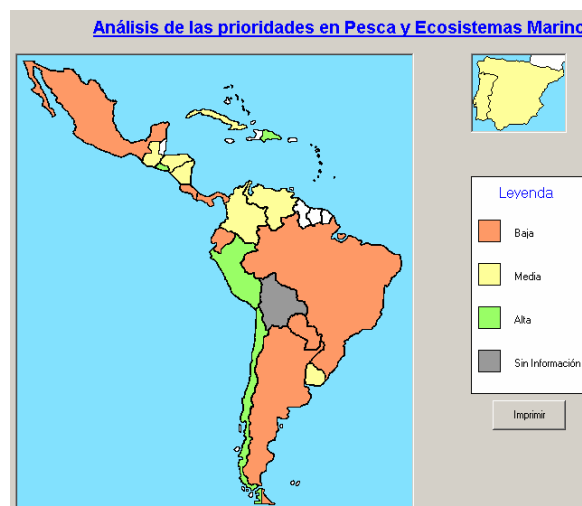 Análisis de las prioridades en Pesca y Ecosistemas Marino
Leyenda
Baja
Media
Alta
Sin Información
Imprimir